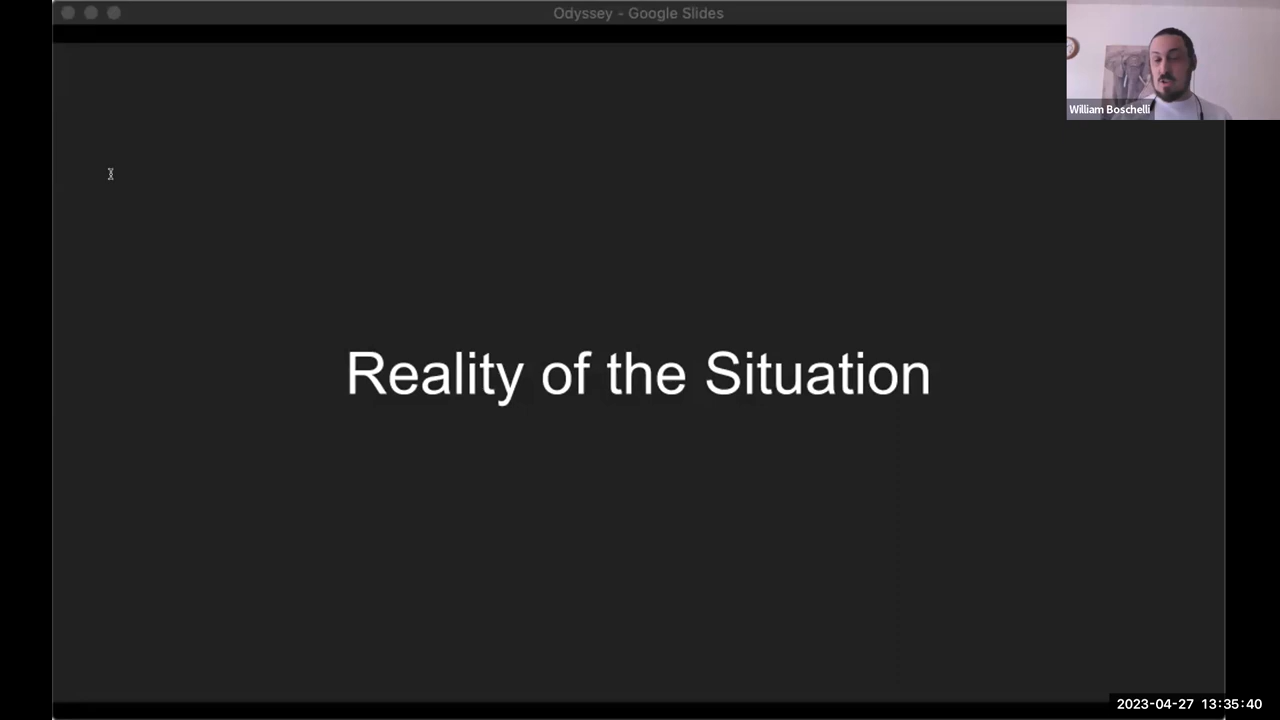 Odyssey - Google Slides
William Boschelli
Reality of the Situation
2023-04-27 13:35:40